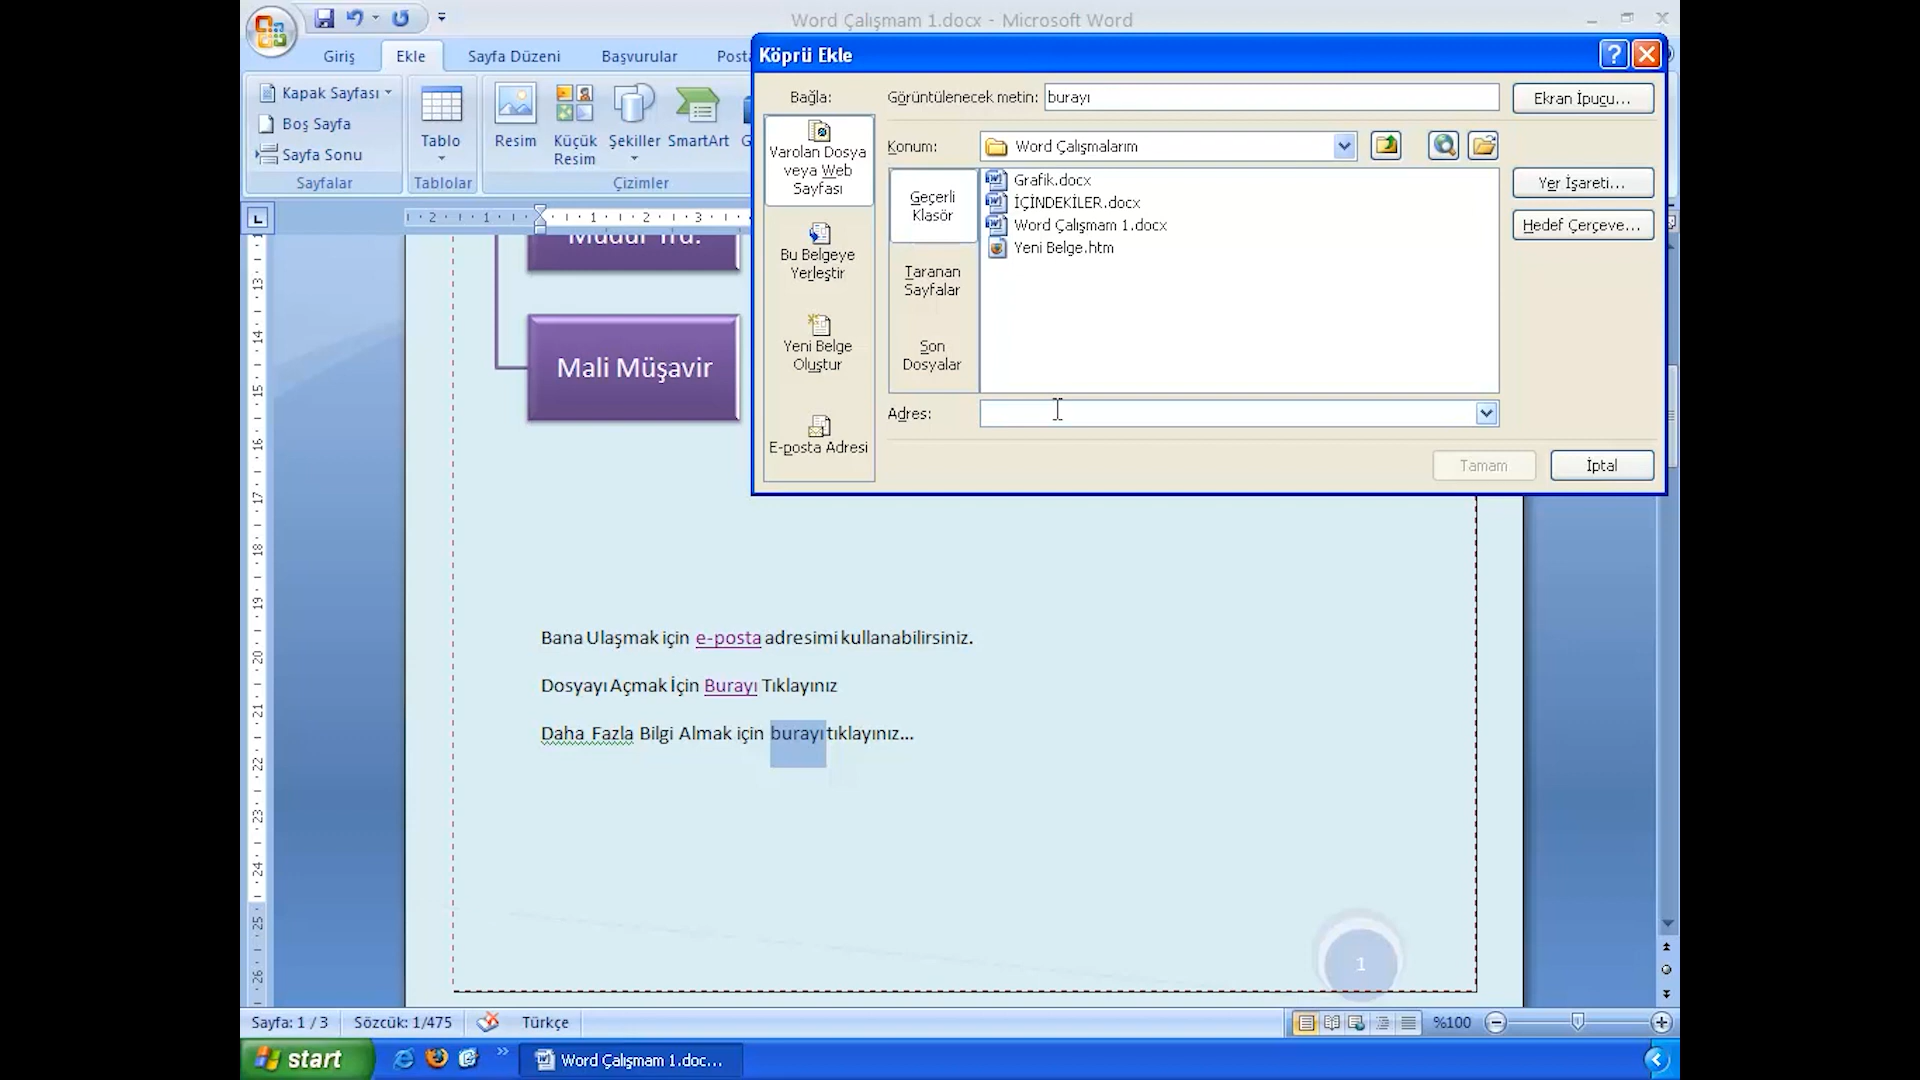 Word Çalışmam 1.docx - Microsoft Word
Giriş
Ekle
Sayfa Düzeni
Başvurular
Kapak Sayfası
Boş Sayfa
Sayfa Sonu
Sayfalar
Tablo
Tablolar
Resim
Küçük
Resim
Şekiller
SmartArt
Çizimler
Köprü Ekle
Bağla:
Görüntülenecek metin: burayı
Ekran İpucu...
Varolan Dosya
veya Web
Sayfası
Bu Belgeye
Yerleştir
Yeni Belge
Oluştur
E-posta Adresi
Konum: Word Çalışmalarım
Geçerli
Klasör
Taranan
Sayfalar
Son
Dosyalar
Grafik.docx
İÇİNDEKİLER.docx
Word Çalışmam 1.docx
Yeni Belge.htm
Yer İşareti...
Hedef Çerçeve...
Adres:
Tamam
İptal
Mali Müşavir
Bana Ulaşmak için e-posta adresimi kullanabilirsiniz.
Dosyayı Açmak İçin Burayı Tıklayınız
Daha Fazla Bilgi Almak için burayı tıklayınız...
1
Sayfa: 1 / 3
Sözcük: 1/475
Türkçe
%100
start
Word Çalışmam 1.doc...